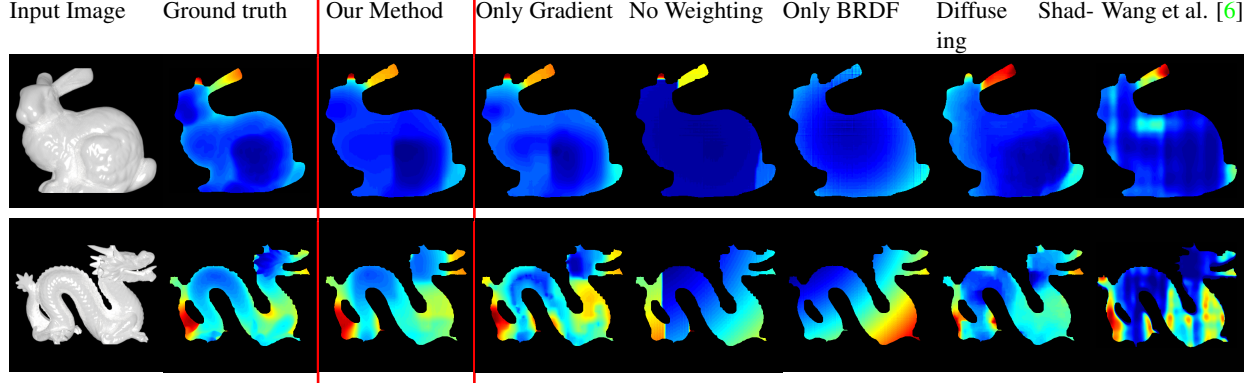 Input Image Ground truth Our Method Only Gradient No Weighting Only BRDF Diffuse Shad- Wang et al. [6]
ing